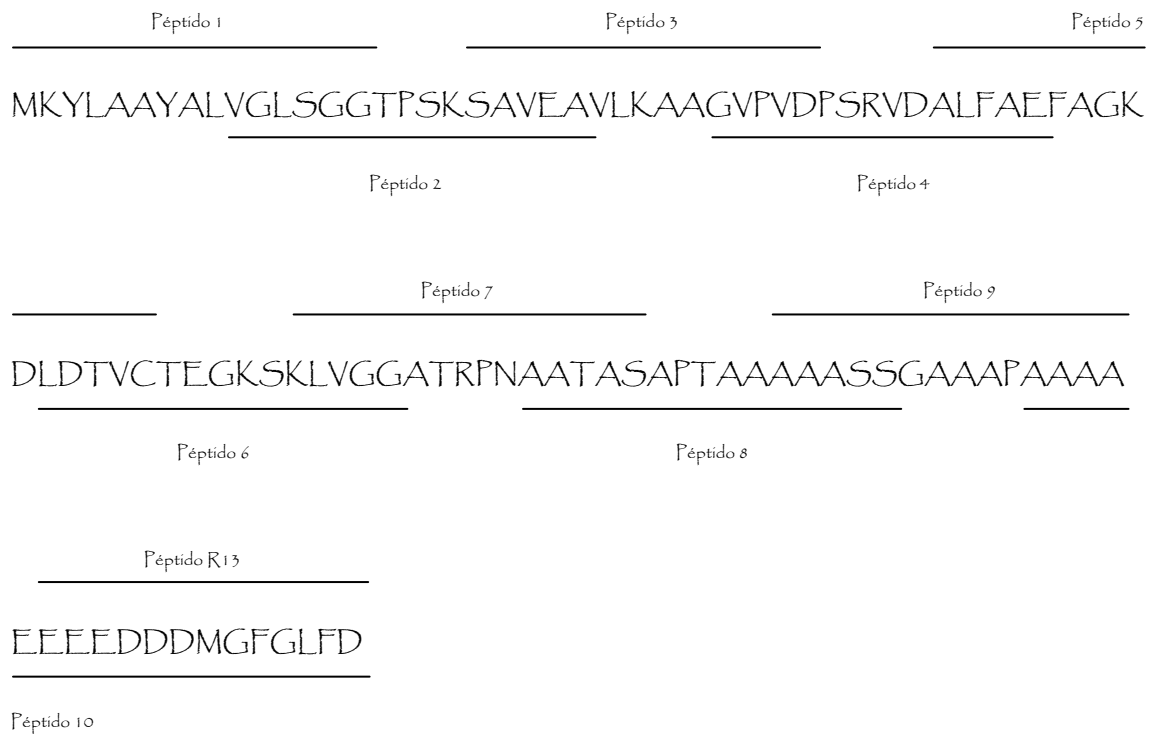 Péptido 1 Péptido 3 Péptido 5
MKYLAAYALVGLSGGTPSKSAVEAVLKAAGVPVDPSRVDALFAEFAGK
Péptido 2 Péptido 4
Péptido 7 Péptido 9
DLDTVCTEGKSKLVGGATRPNAATASAPTAAAAASSGAAAPAAAA
Péptido 6 Péptido 8
Péptido R13
EEEEDDDMGFGLFD
Péptido 10